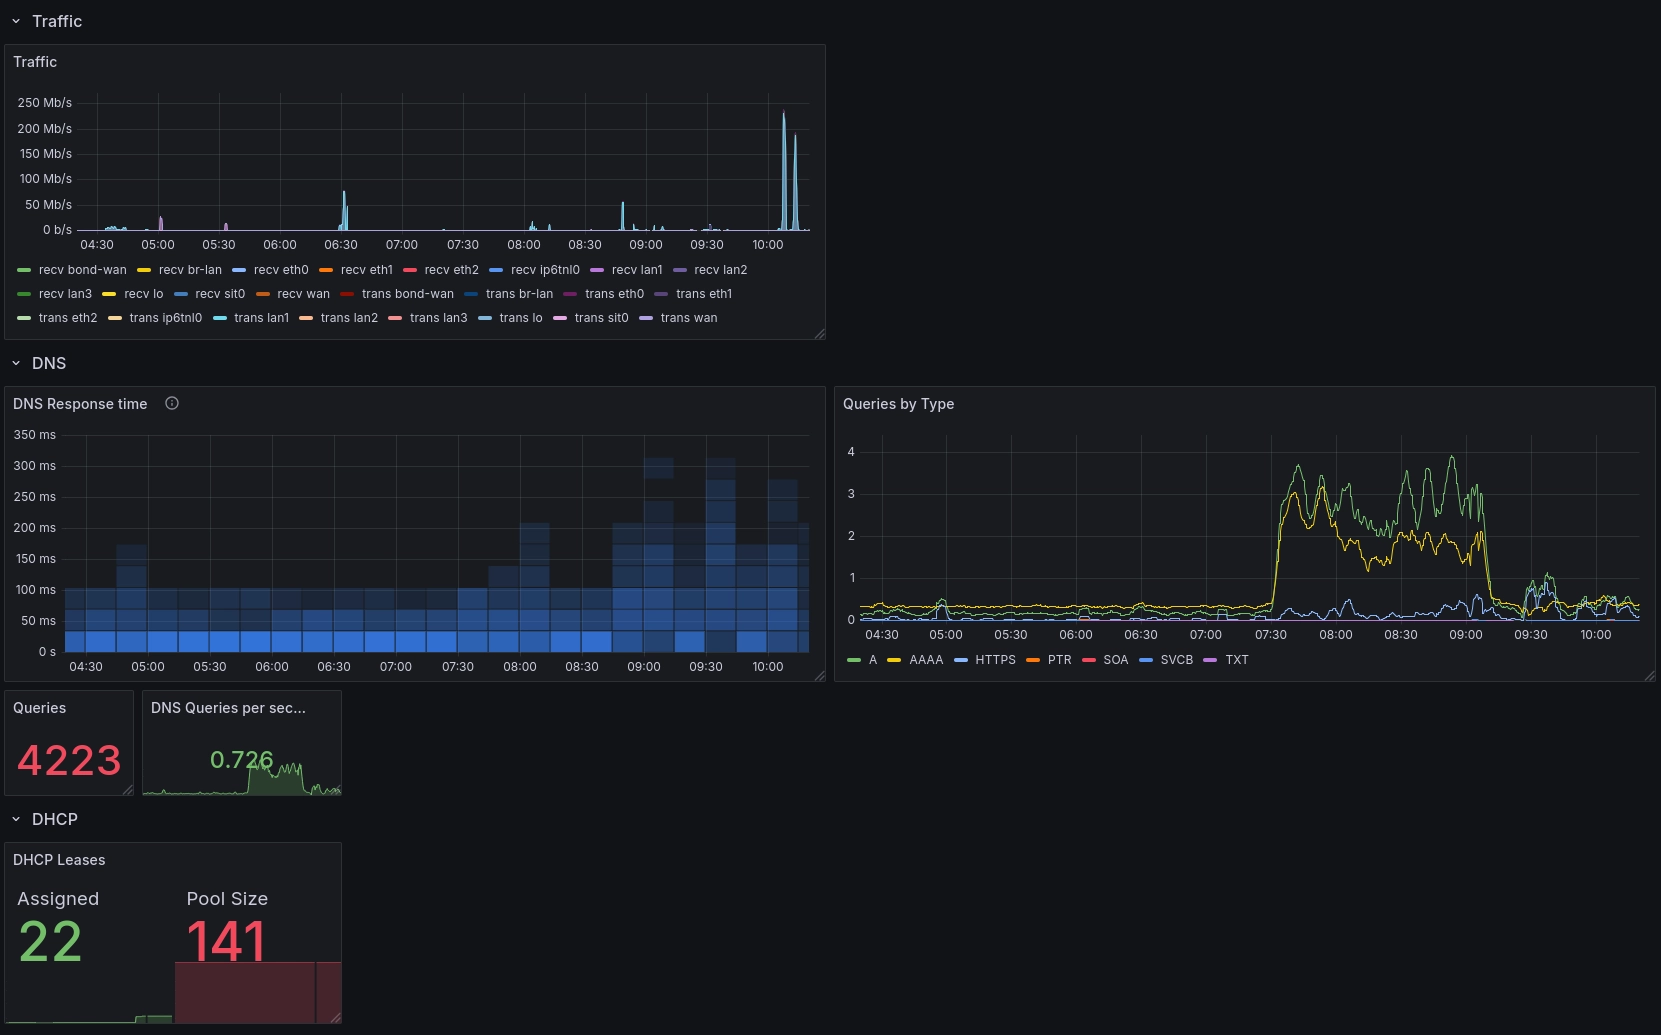 Traffic
Traffic
250 Mb/s
200 Mb/s
150 Mb/s
100 Mb/s
50 Mb/s
0 b/s
04:30 05:00 05:30 06:00 06:30 07:00 07:30 08:00 08:30 09:00 09:30 10:00
recv bond-wan recv br-lan recv eth0 recv eth1 recv eth2 recv ip6tnl0 recv lan1 recv lan2
recv lan3 recv lo recv sit0 recv wan trans bond-wan trans br-lan trans eth0 trans eth1
trans eth2 trans ip6tnl0 trans lan1 trans lan2 trans lan3 trans lo trans sit0 trans wan
DNS
DNS Response time
350 ms
300 ms
250 ms
200 ms
150 ms
100 ms
50 ms
0 s
04:30 05:00 05:30 06:00 06:30 07:00 07:30 08:00 08:30 09:00 09:30 10:00
Queries by Type
4
3
2
1
0
04:30 05:00 05:30 06:00 06:30 07:00 07:30 08:00 08:30 09:00 09:30 10:00
A AAAA HTTPS PTR SOA SVCB TXT
Queries
4223
DNS Queries per sec...
0.726
DHCP
DHCP Leases
Assigned
22
Pool Size
141